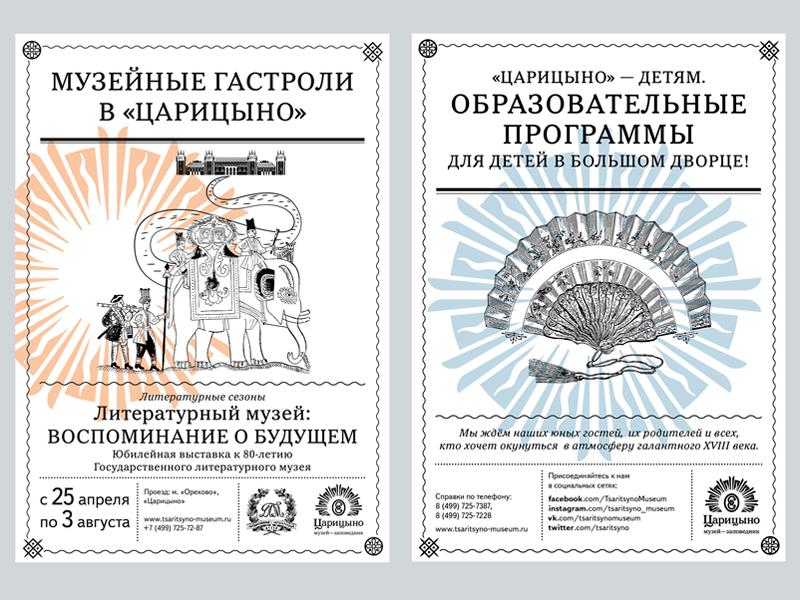 МУЗЕЙНЫЕ ГАСТРОЛИ
В «ЦАРИЦЫНО»
Литературные сезоны
Литературный музей:
ВОСПОМИНАНИЕ О БУДУЩЕМ
Юбилейная выставка к 80-летию
Государственного литературного музея
с 25 апреля
по 3 августа
Проезд: м. «Орехово»,
«Царицыно»
www.tsaritsyno-museum.ru
+7 (499) 725-72-87
Царицыно
музей—заповедник
«ЦАРИЦЫНО» — ДЕТЯМ.
ОБРАЗОВАТЕЛЬНЫЕ
ПРОГРАММЫ
ДЛЯ ДЕТЕЙ В БОЛЬШОМ ДВОРЦЕ!
Мы ждём наших юных гостей, их родителей и всех,
кто хочет окунуться в атмосферу галантного XVIII века.
Справки по телефону:
8 (499) 725-7387,
8 (499) 725-7228
www.tsaritsyno-museum.ru
Присоединяйтесь к нам
в социальных сетях:
facebook.com/TsaritsynoMuseum
instagram.com/tsaritsyno_museum
vk.com/tsaritsynomuseum
twitter.com/tsaritsyno
Царицыно
музей—заповедник